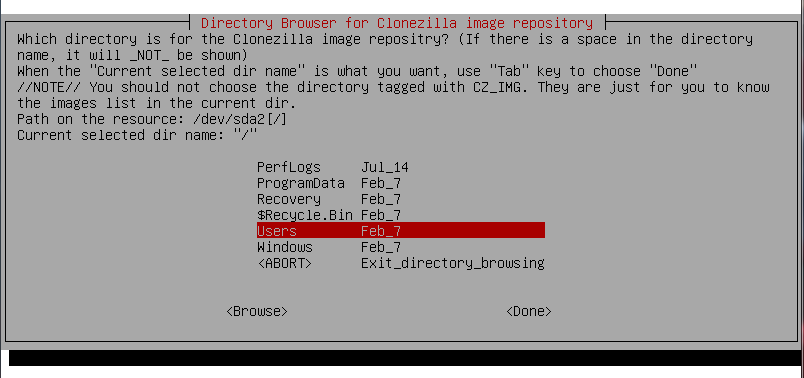 Directory Browser for Clonezilla image repository
Which directory is for the Clonezilla image repositry? (If there is a space in the directory
name, it will _NOT_ be shown)
When the "Current selected dir name" is what you want, use "Tab" key to choose "Done"
//NOTE// You should not choose the directory tagged with CZ_IMG. They are just for you to know
the images list in the current dir.
Path on the resource: /dev/sda2[/]
Current selected dir name: "/"
PerfLogs Jul_14
ProgramData Feb_7
Recovery Feb_7
$Recycle.Bin Feb_7
Users Feb_7
Windows Feb_7
<ABORT> Exit_directory_browsing
<Browse> <Done>